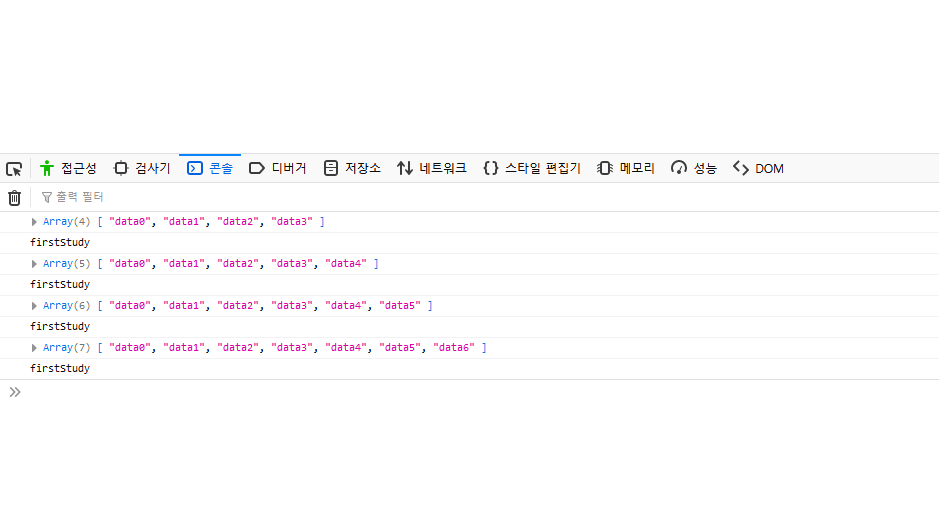 접근성 검사기 콘솔 디버거 저장소 네트워크 스타일 편집기 메모리 성능 DOM
출력 필터
Array(4) [ "data0", "data1", "data2", "data3" ]
firstStudy
Array(5) [ "data0", "data1", "data2", "data3", "data4" ]
firstStudy
Array(6) [ "data0", "data1", "data2", "data3", "data4", "data5" ]
firstStudy
Array(7) [ "data0", "data1", "data2", "data3", "data4", "data5", "data6" ]
firstStudy